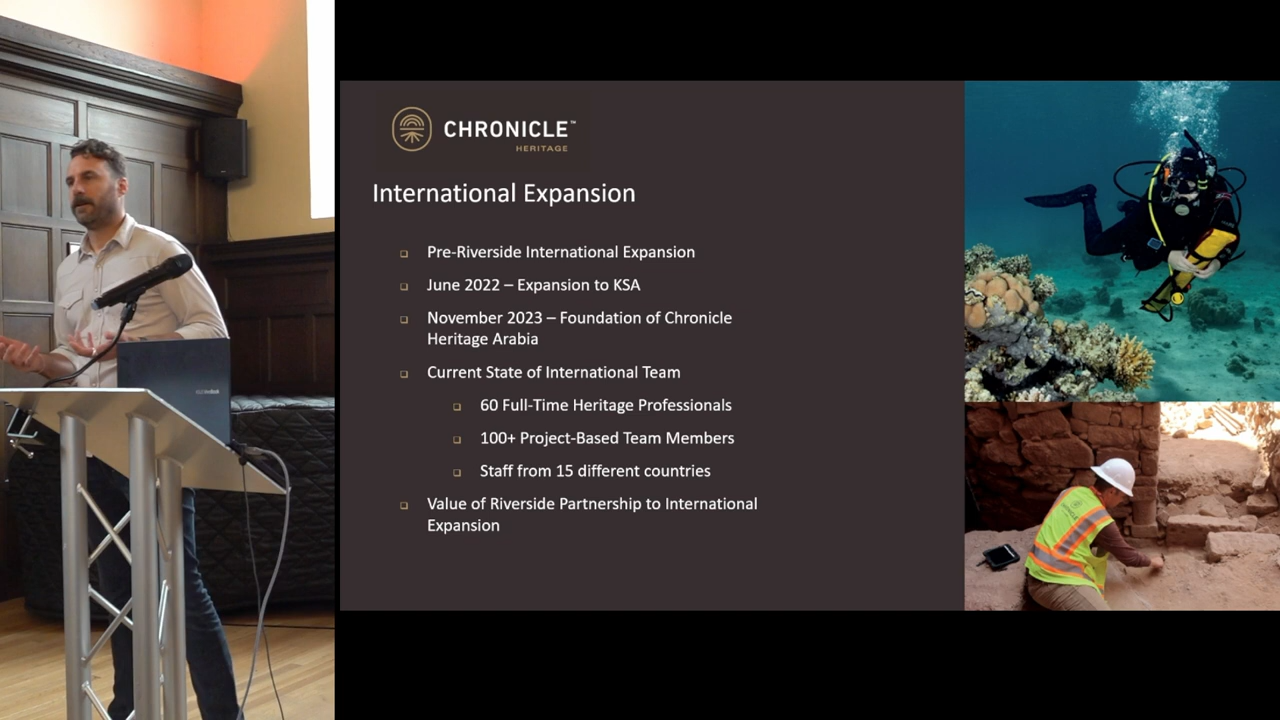 CHRONICLE™
HERITAGE
International Expansion
Pre-Riverside International Expansion
June 2022 – Expansion to KSA
November 2023 – Foundation of Chronicle
Heritage Arabia
Current State of International Team
60 Full-Time Heritage Professionals
100+ Project-Based Team Members
Staff from 15 different countries
Value of Riverside Partnership to International
Expansion